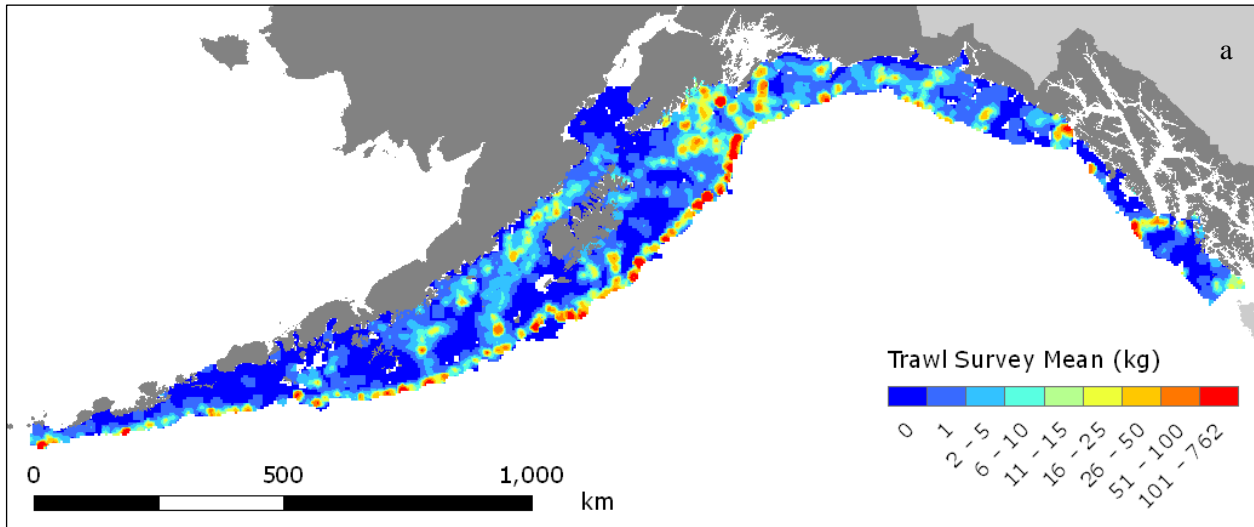 a
Trawl Survey Mean (kg)
0 1 2 - 5 6 - 10 11 - 15 16 - 25 26 - 50 51 - 100 101 - 762
0 500 1,000
km